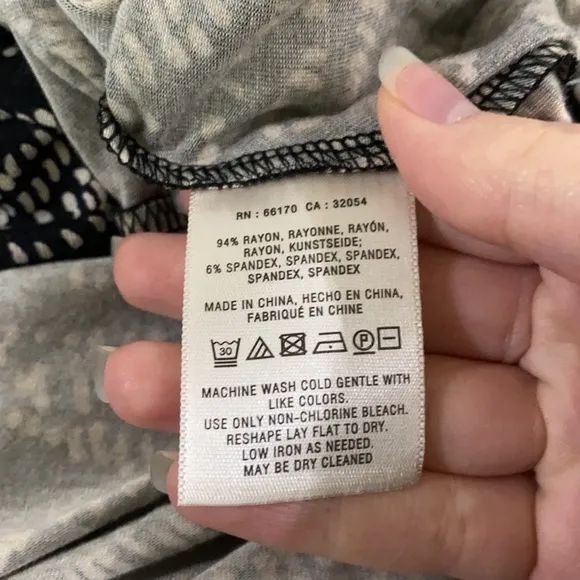 RN : 66170 CA : 32054
94% RAYON, RAYONNE, RAYÓN,
RAYON, KUNSTSEIDE;
6% SPANDEX, SPANDEX, SPANDEX,
SPANDEX, SPANDEX
MADE IN CHINA, HECHO EN CHINA,
FABRIQUÉ EN CHINE
30 P
MACHINE WASH COLD GENTLE WITH
LIKE COLORS.
USE ONLY NON-CHLORINE BLEACH.
RESHAPE LAY FLAT TO DRY.
LOW IRON AS NEEDED.
MAY BE DRY CLEANED